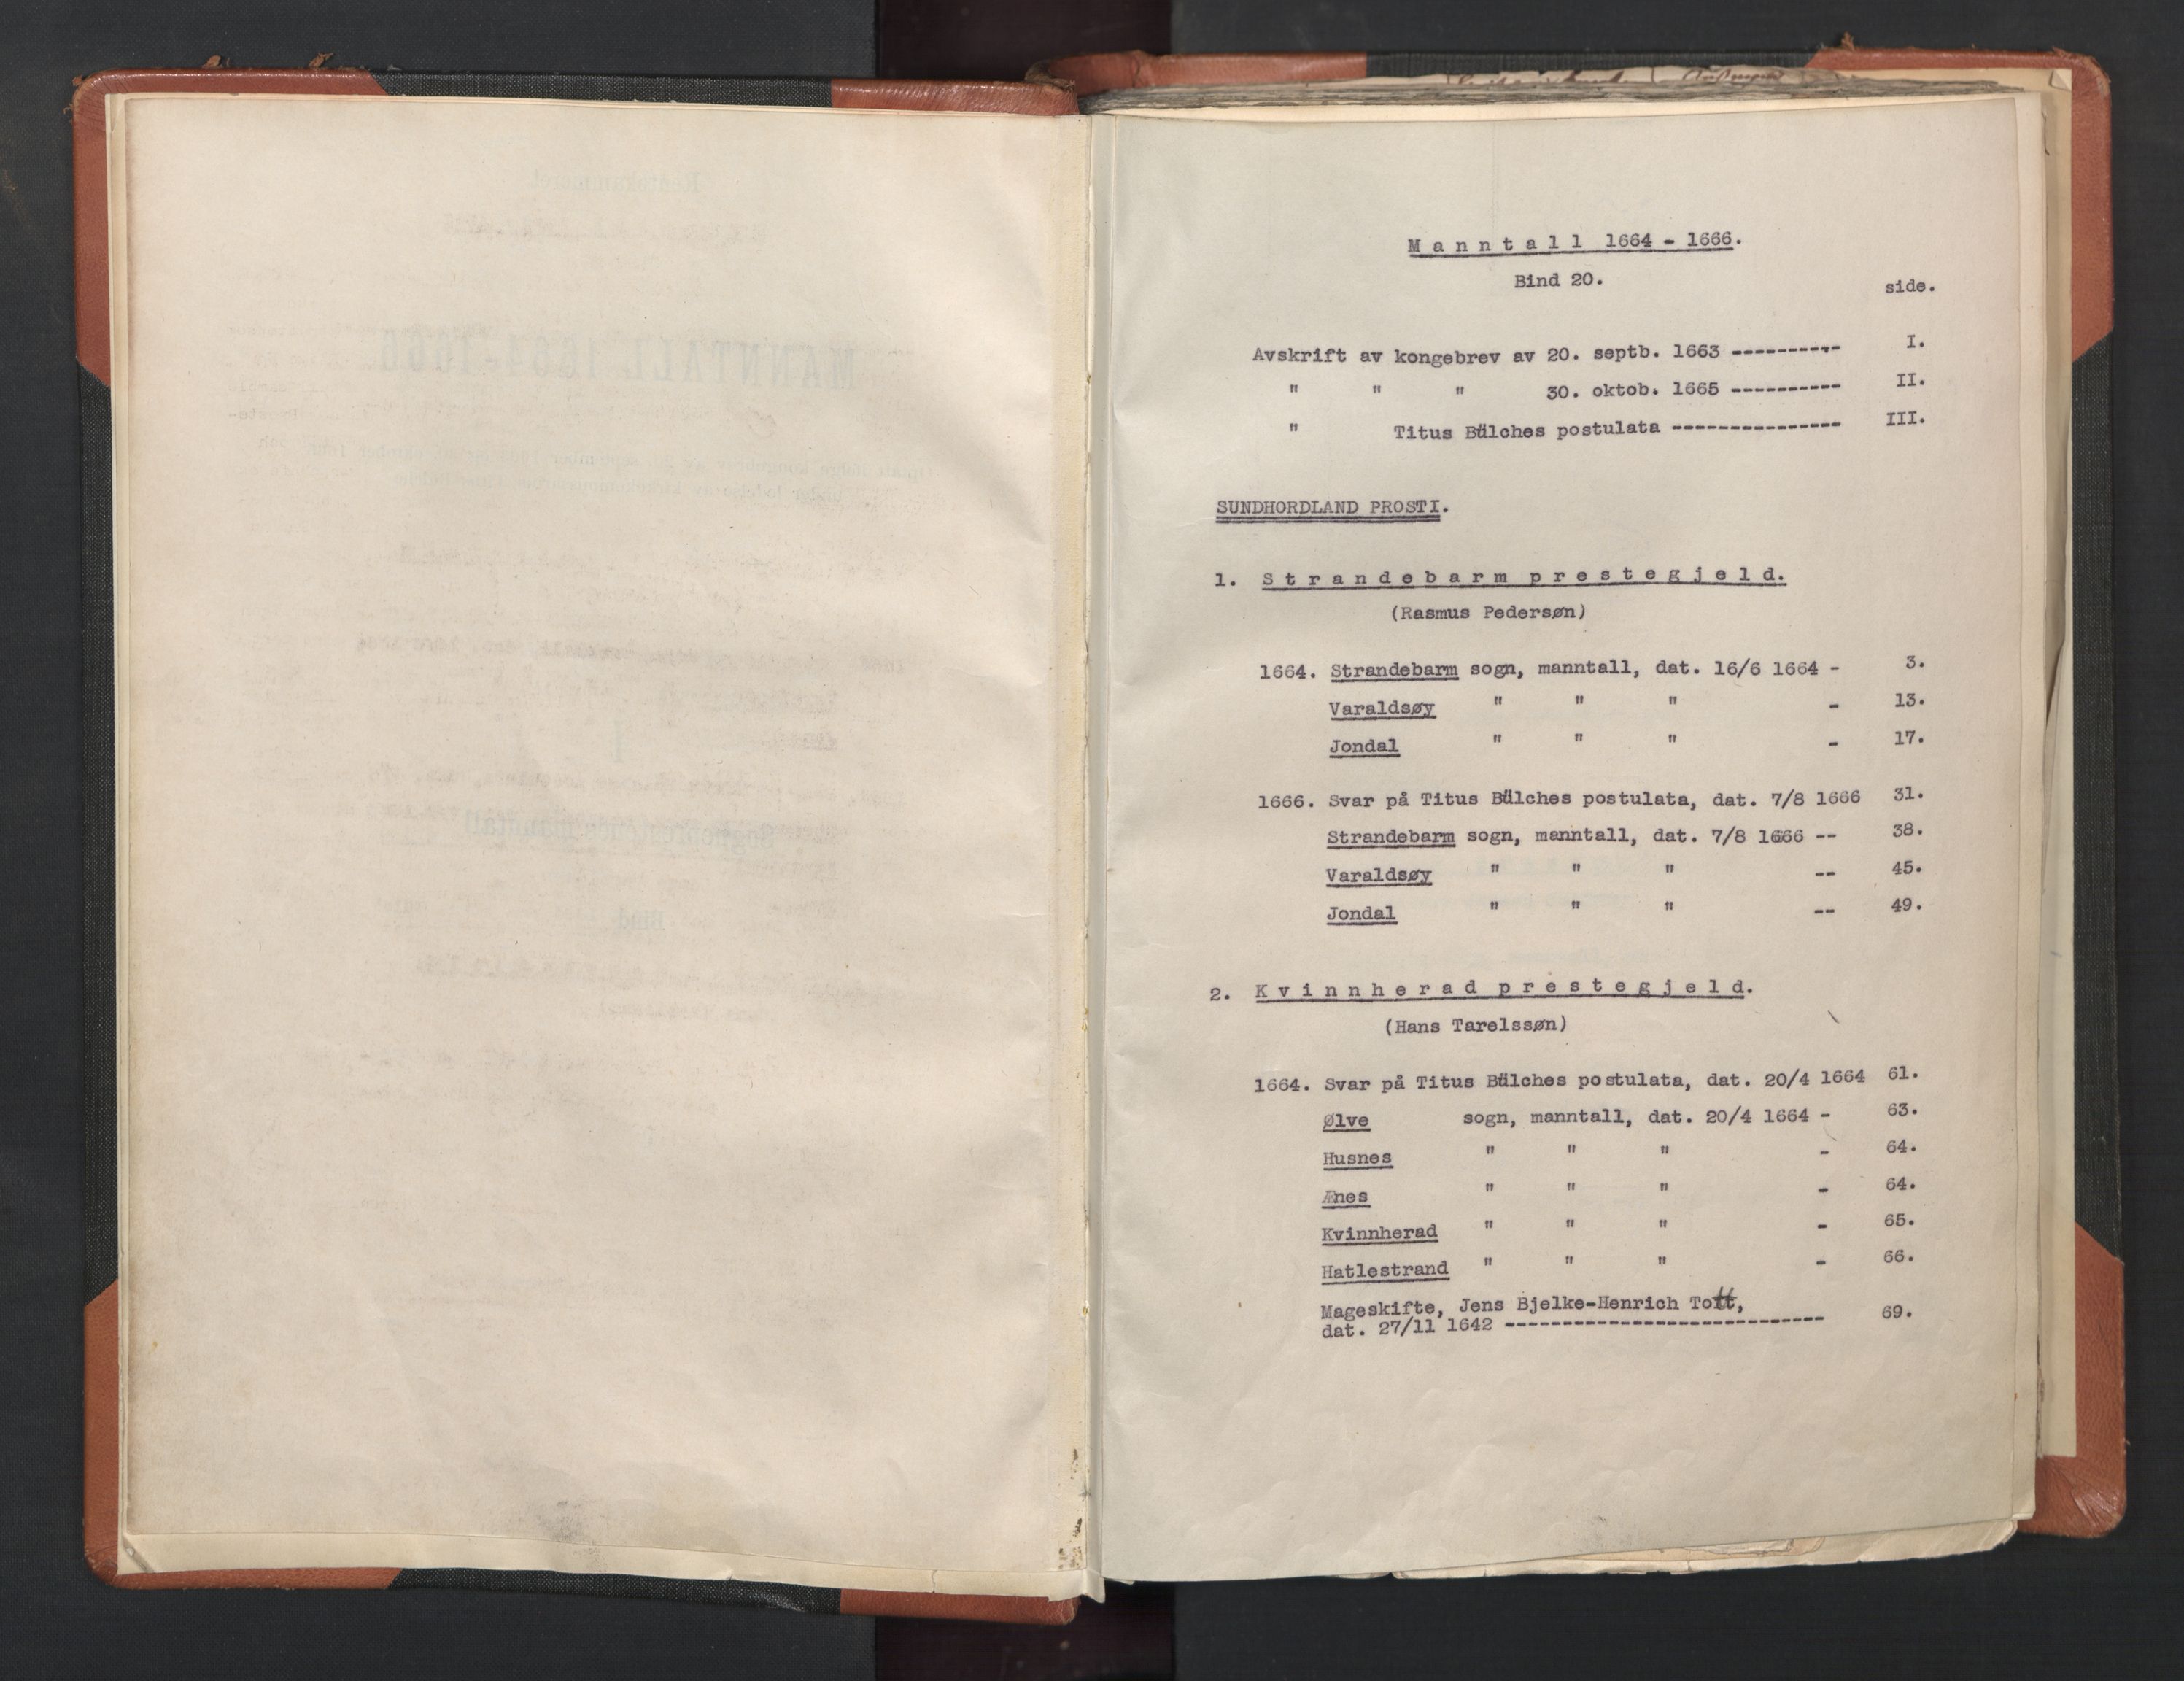 Manntall 1664 - 1666.
Bind 20.
side.
Avskrift av kongebrev av 20. septb. 1663 ---------- I.
" " " 30. oktob. 1665 ---------- II.
" Titus Bülches postulata --------------- III.
SUNDHORDLAND PROSTI.
1. Strandebarm prestegjeld.
(Rasmus Pedersøn)
1664. Strandebarm sogn, manntall, dat. 16/6 1664 - 3.
Varaldsøy " " " - 13.
Jondal " " " - 17.
1666. Svar på Titus Bülches postulata, dat. 7/8 1666 31.
Strandebarm sogn, manntall, dat. 7/8 1666 -- 38.
Varaldsøy " " " -- 45.
Jondal " " " -- 49.
2. Kvinnherad prestegjeld.
(Hans Tarelssøn)
1664. Svar på Titus Bülches postulata, dat. 20/4 1664 61.
Ølve sogn, manntall, dat. 20/4 1664 - 63.
Husnes " " " - 64.
Ænes " " " - 64.
Kvinnherad " " " - 65.
Hatlestrand " " " - 66.
Mageskifte, Jens Bjelke-Henrich Tott,
dat. 27/11 1642 ---------------------------- 69.